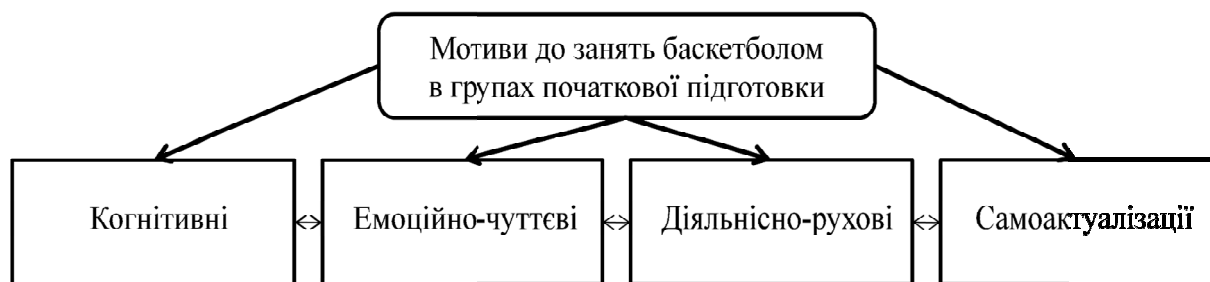 Мотиви до занять баскетболом
в групах початкової підготовки
Когнітивні
Емоційно-чуттєві
Діяльнісно-рухові
Самоактуалізації